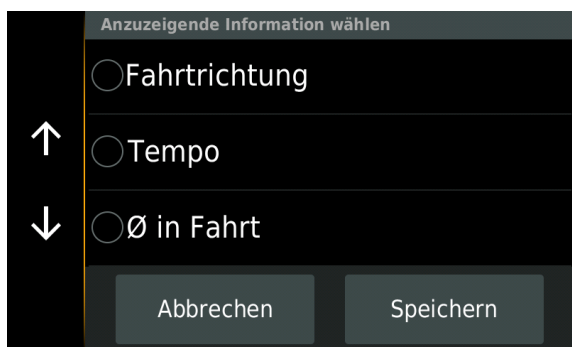 Anzuzeigende Information wählen
Fahrtrichtung
Tempo
Ø in Fahrt
Abbrechen
Speichern